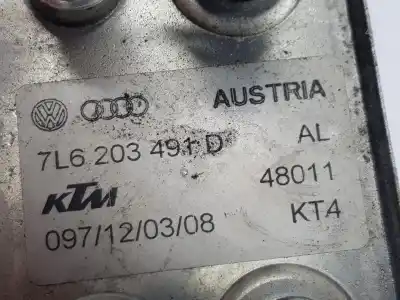 AUSTRIA
7L6 203 491 D AL
KTM 48011
097/12/03/08 KT4